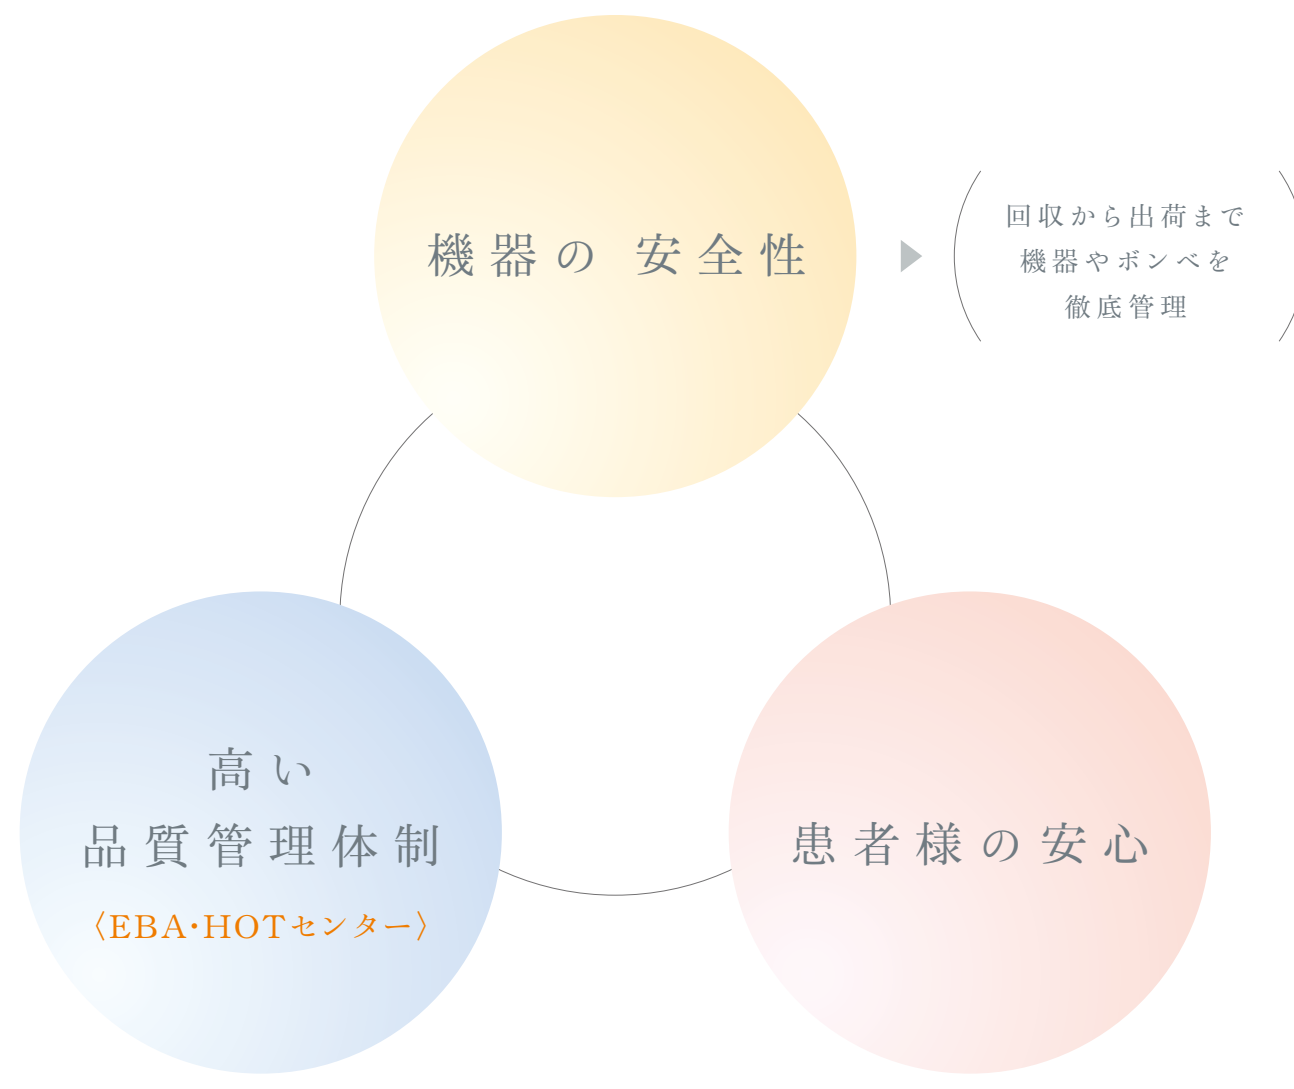 機器の 安全性
回収から出荷まで
機器やボンベを
徹底管理
高い
品質管理体制
〈EBA・HOTセンター〉
患者様の安心